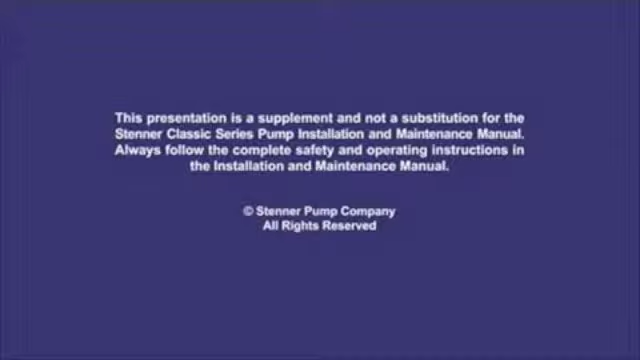 This presentation is a supplement and not a substitution for the
Stenner Classic Series Pump Installation and Maintenance Manual.
Always follow the complete safety and operating instructions in
the Installation and Maintenance Manual.
© Stenner Pump Company
All Rights Reserved